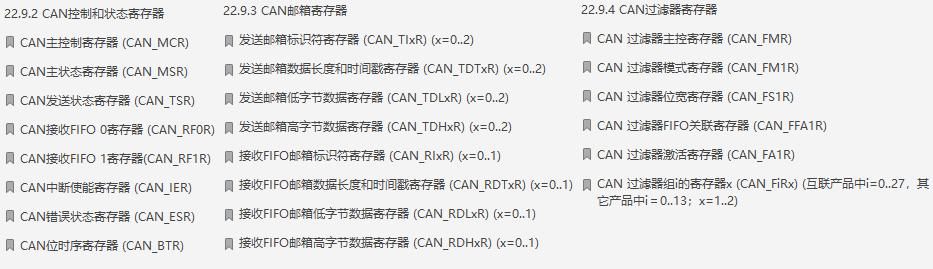 22.9.2 CAN控制和状态寄存器
CAN主控制寄存器 (CAN_MCR)
CAN主状态寄存器 (CAN_MSR)
CAN发送状态寄存器 (CAN_TSR)
CAN接收FIFO 0寄存器 (CAN_RF0R)
CAN接收FIFO 1寄存器(CAN_RF1R)
CAN中断使能寄存器 (CAN_IER)
CAN错误状态寄存器 (CAN_ESR)
CAN位时序寄存器 (CAN_BTR)
22.9.3 CAN邮箱寄存器
发送邮箱标识符寄存器 (CAN_TIxR) (x=0..2)
发送邮箱数据长度和时间戳寄存器 (CAN_TDTxR) (x=0..2)
发送邮箱低字节数据寄存器 (CAN_TDLxR) (x=0..2)
发送邮箱高字节数据寄存器 (CAN_TDHxR) (x=0..2)
接收FIFO邮箱标识符寄存器 (CAN_RIxR) (x=0..1)
接收FIFO邮箱数据长度和时间戳寄存器 (CAN_RDTxR) (x=0..1)
接收FIFO邮箱低字节数据寄存器 (CAN_RDLxR) (x=0..1)
接收FIFO邮箱高字节数据寄存器 (CAN_RDHxR) (x=0..1)
22.9.4 CAN过滤器寄存器
CAN 过滤器主控寄存器 (CAN_FMR)
CAN 过滤器模式寄存器 (CAN_FM1R)
CAN 过滤器位宽寄存器 (CAN_FS1R)
CAN 过滤器FIFO关联寄存器 (CAN_FFA1R)
CAN 过滤器激活寄存器 (CAN_FA1R)
CAN 过滤器组i的寄存器x (CAN_FiRx) (互联产品中i=0..27，其
它产品中i＝0..13；x=1..2)